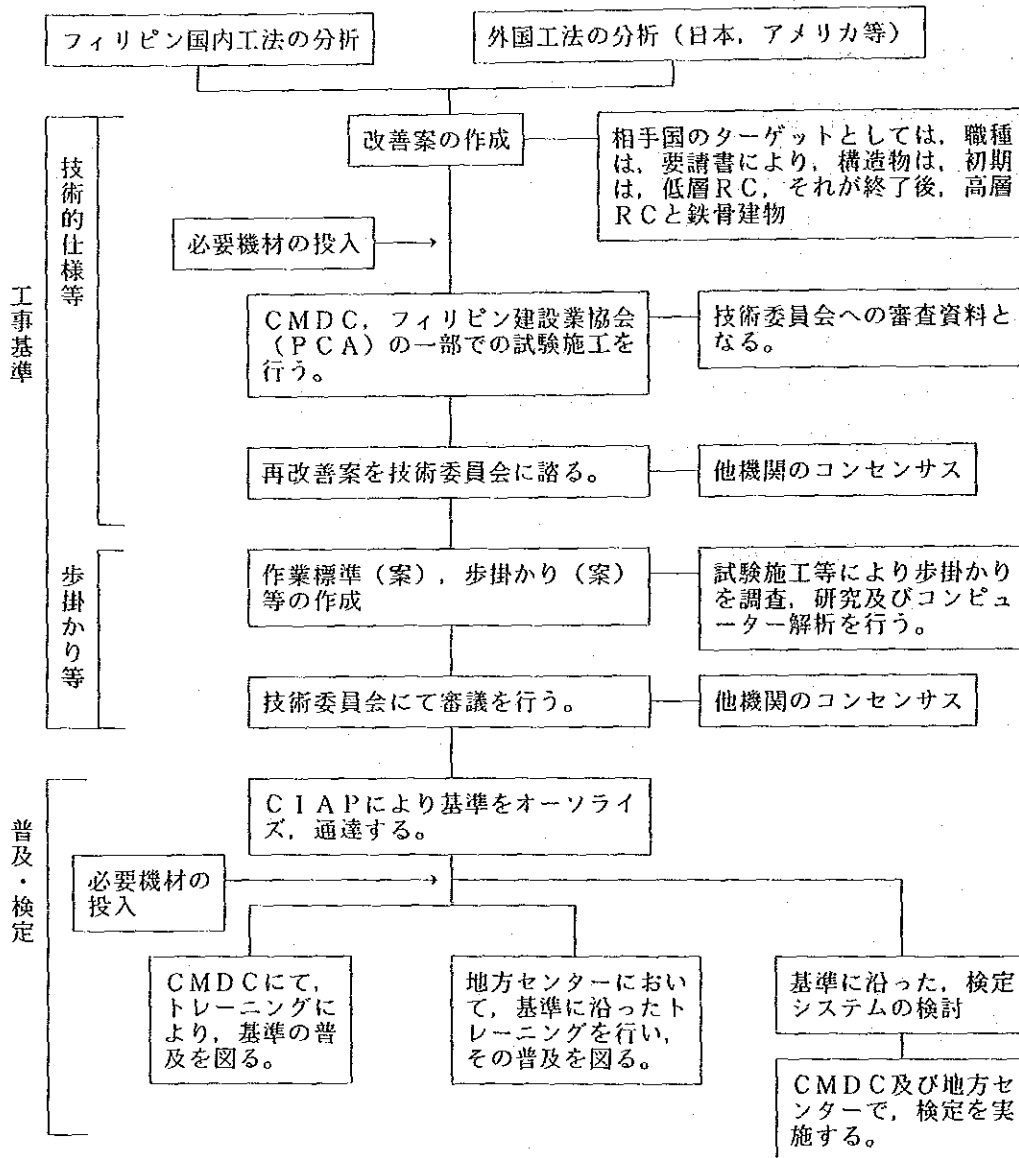 フィリピン国内工法の分析
外国工法の分析（日本，アメリカ等）
工事基準
技術的仕様等
改善案の作成
相手国のターゲットとしては，職種
は，要請書により，構造物は，初期
は，低層ＲＣ，それが終了後，高層
ＲＣと鉄骨建物
必要機材の投入
ＣＭＤＣ，フィリピン建設業協会
（ＰＣＡ）の一部での試験施工を
行う。
技術委員会への審査資料と
なる。
再改善案を技術委員会に諮る。
他機関のコンセンサス
歩掛かり等
作業標準（案），歩掛かり（案）
等の作成
試験施工等により歩掛かり
を調査，研究及びコンピュ
ーター解析を行う。
技術委員会にて審議を行う。
他機関のコンセンサス
普及・検定
ＣＩＡＰにより基準をオーソライ
ズ，通達する。
必要機材の
投入
ＣＭＤＣにて，
トレーニングに
より，基準の普
及を図る。
地方センターにおい
て，基準に沿ったト
レーニングを行い，
その普及を図る。
基準に沿った，検定
システムの検討
ＣＭＤＣ及び地方セ
ンターで，検定を実
施する。